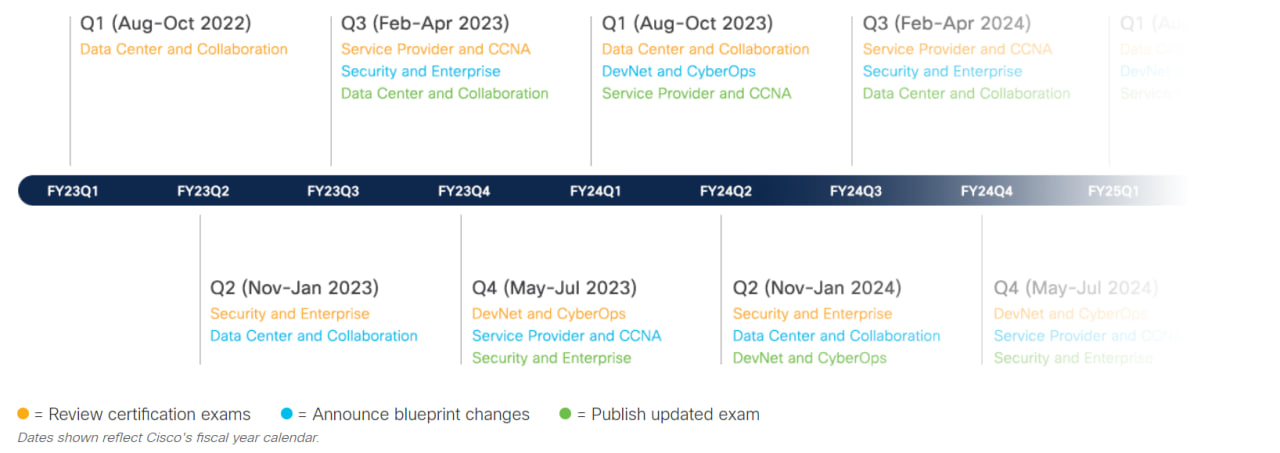 Q1 (Aug-Oct 2022)
Data Center and Collaboration
Q3 (Feb-Apr 2023)
Service Provider and CCNA
Security and Enterprise
Data Center and Collaboration
Q1 (Aug-Oct 2023)
Data Center and Collaboration
DevNet and CyberOps
Service Provider and CCNA
Q3 (Feb-Apr 2024)
Service Provider and CCNA
Security and Enterprise
Data Center and Collaboration
Q1
Data
DevNet
Service
FY23Q1 FY23Q2 FY23Q3 FY23Q4 FY24Q1 FY24Q2 FY24Q3 FY24Q4 FY25Q1
Q2 (Nov-Jan 2023)
Security and Enterprise
Data Center and Collaboration
Q4 (May-Jul 2023)
DevNet and CyberOps
Service Provider and CCNA
Security and Enterprise
Q2 (Nov-Jan 2024)
Security and Enterprise
Data Center and Collaboration
DevNet and CyberOps
Q4 (May-Jul 2024)
DevNet and CyberOps
Service Provider and
Security and Enterprise
= Review certification exams = Announce blueprint changes = Publish updated exam
Dates shown reflect Cisco's fiscal year calendar.